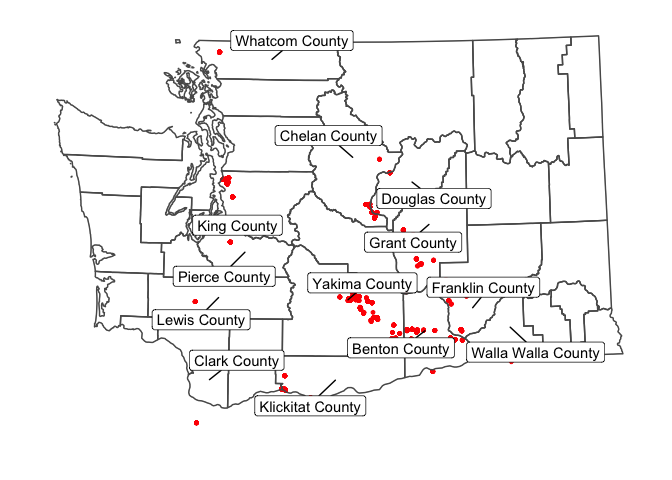 Whatcom County
Chelan County
Douglas County
King County
Grant County
Pierce County
Yakima County
Franklin County
Lewis County
Benton County
Walla Walla County
Clark County
Klickitat County